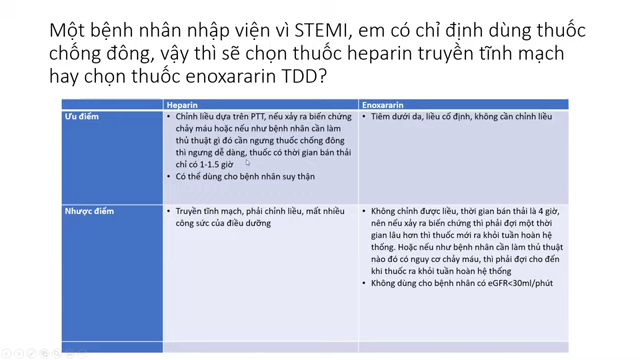 Một bệnh nhân nhập viện vì STEMI, em có chỉ định dùng thuốc
chống đông, vậy thì sẽ chọn thuốc heparin truyền tĩnh mạch
hay chọn thuốc enoxararin TDD?
Heparin
Enoxararin
Ưu điểm
• Chỉnh liều dựa trên PTT, nếu xảy ra biến chứng
chảy máu hoặc nếu như bệnh nhân cần làm
thủ thuật gì đó cần ngưng thuốc chống đông
thì ngưng dễ dàng, thuốc có thời gian bán thải
chỉ có 1-1.5 giờ
• Có thể dùng cho bệnh nhân suy thận
• Tiêm dưới da, liều cố định, không cần chỉnh liều
Nhược điểm
• Truyền tĩnh mạch, phải chỉnh liều, mất nhiều
công sức của điều dưỡng
• Không chỉnh được liều, thời gian bán thải là 4 giờ,
nên nếu xảy ra biến chứng thì phải đợi một thời
gian lâu hơn thì thuốc mới ra khỏi tuần hoàn hệ
thống. Hoặc nếu như bệnh nhân cần làm thủ thuật
nào đó có nguy cơ chảy máu, thì phải đợi cho đến
khi thuốc ra khỏi tuần hoàn hệ thống
• Không dùng cho bệnh nhân có eGFR<30ml/phút